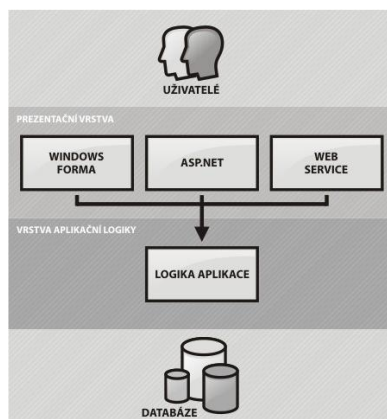 UŽIVATELÉ
PREZENTAČNÍ VRSTVA
WINDOWS
FORMA
ASP.NET
WEB
SERVICE
VRSTVA APLIKAČNÍ LOGIKY
LOGIKA APLIKACE
DATABÁZE